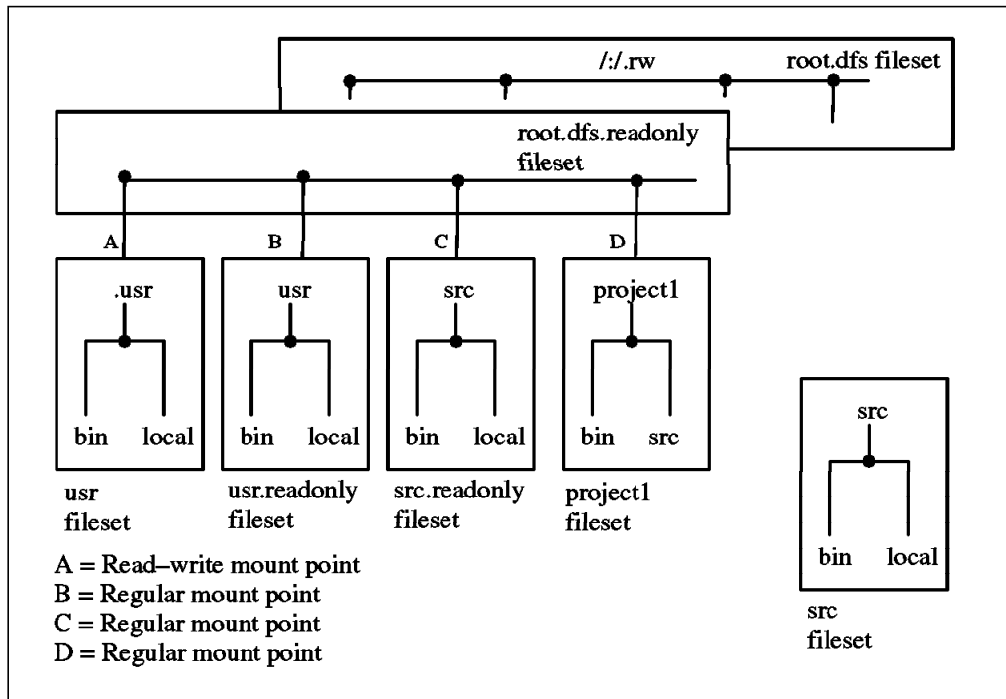 /:/.rw
root.dfs fileset
root.dfs.readonly
fileset
A
B
C
D
.usr
usr
src
project1
bin local
bin local
bin local
bin src
usr
fileset
usr.readonly
fileset
src.readonly
fileset
project1
fileset
src
bin local
src
fileset
A = Read–write mount point
B = Regular mount point
C = Regular mount point
D = Regular mount point